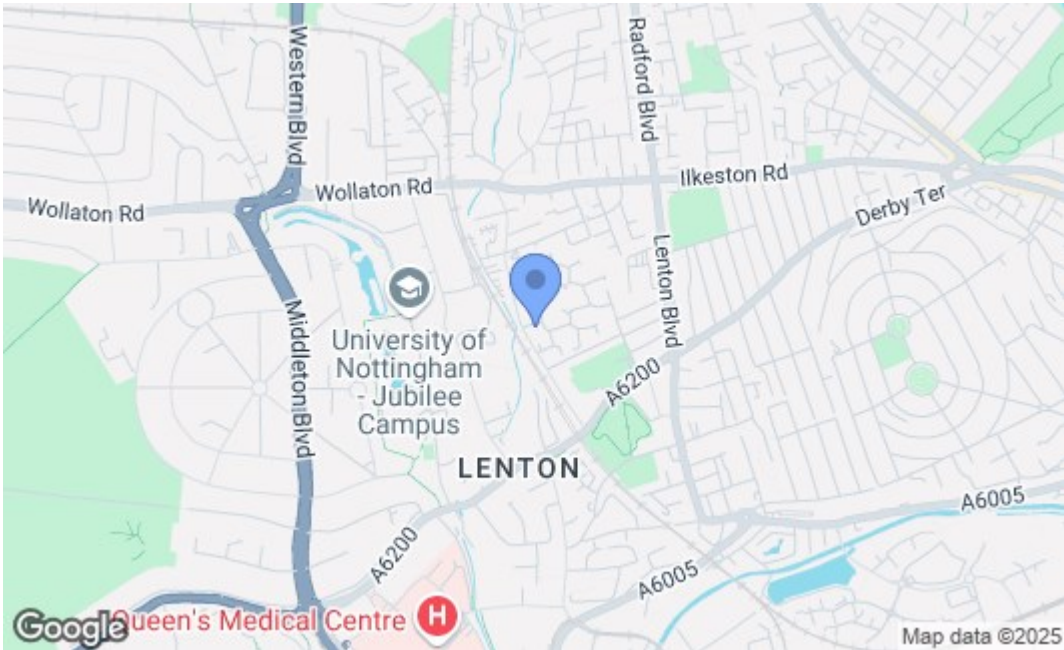 Western Blvd
Radford Blvd
Wollaton Rd
Wollaton Rd
Ilkeston Rd
Derby Ter
Lenton Blvd
Middleton Blvd
University of
Nottingham
- Jubilee
Campus
A6200
LENTON
A6005
A6200
A6005
Queen's Medical Centre
H
Google
Map data ©2025